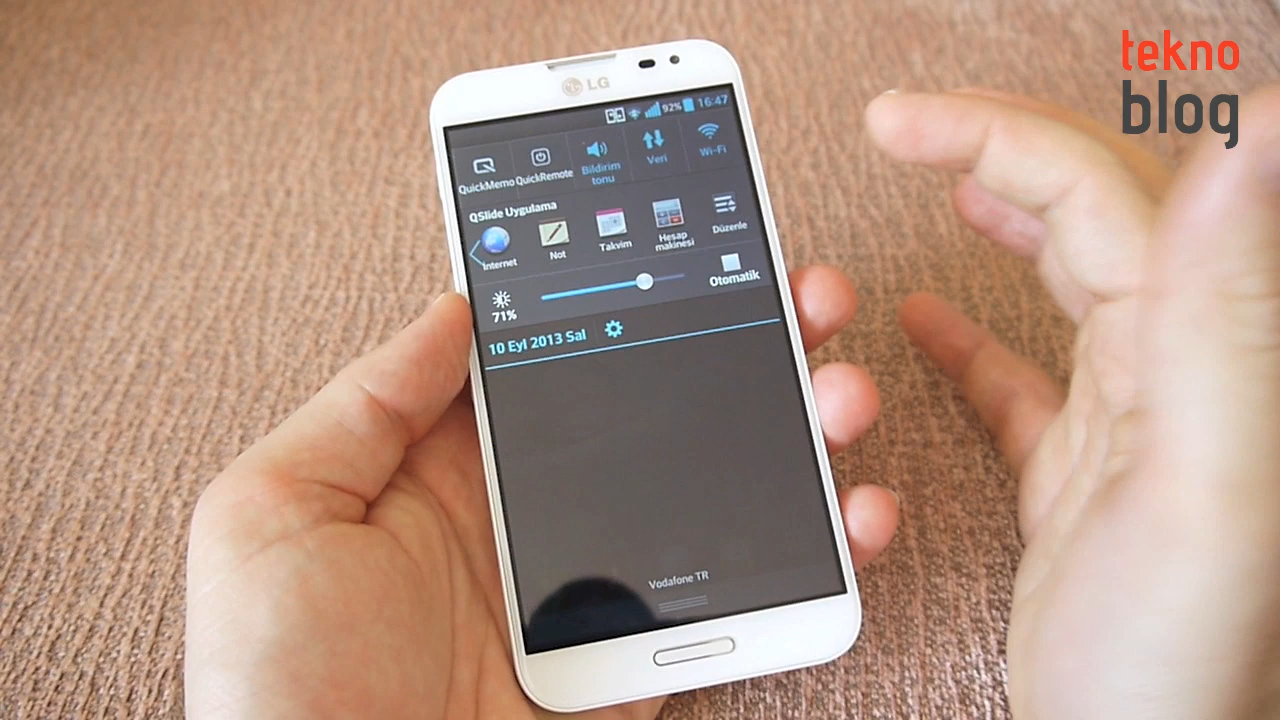 tekno
blog
LG
92% 16:47
QuickMemo QuickRemote Bildirim tonu Veri Wi-Fi
QSlide Uygulama
İnternet Not Takvim Hesap makinesi Düzenle
71% Otomatik
10 Eyl 2013 Sal
Vodafone TR